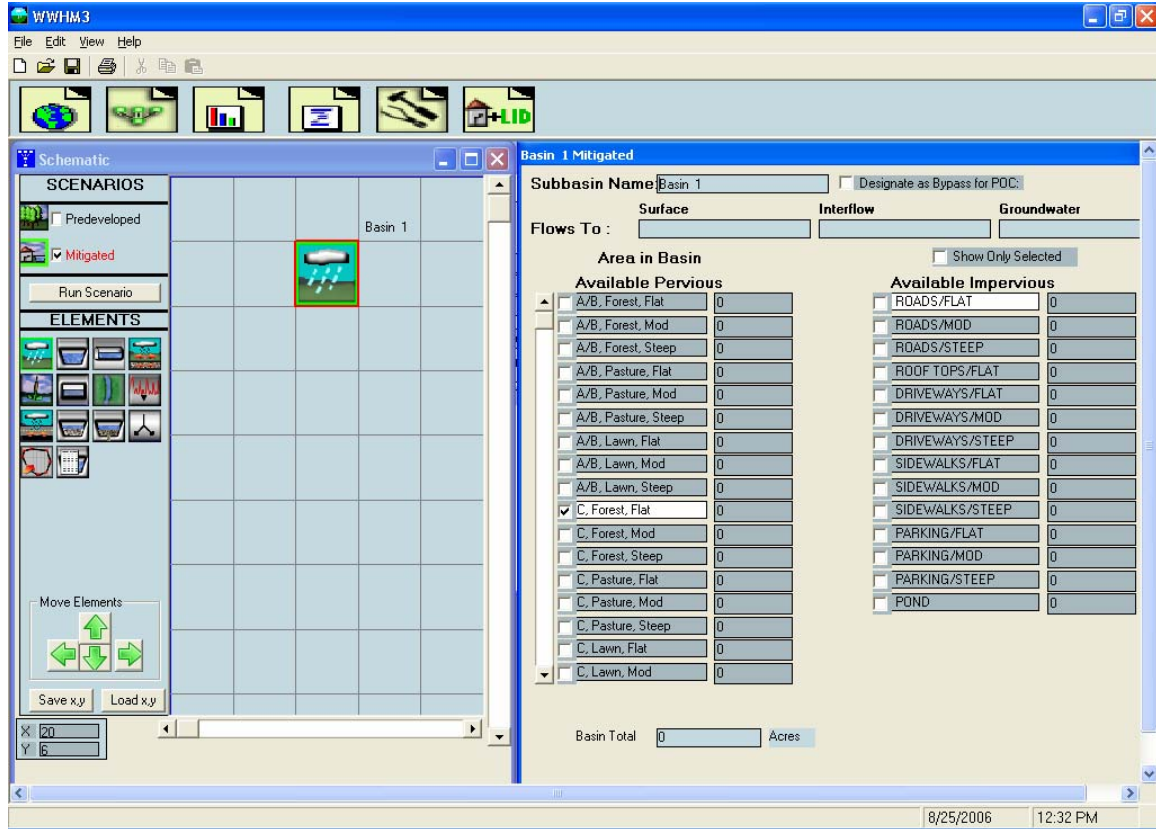 WWHM3
File Edit View Help
+LID
Schematic
SCENARIOS
Predeveloped
Mitigated
Run Scenario
ELEMENTS
Basin 1
Move Elements
Save x,y Load x,y
X 20
Y 6
Basin 1 Mitigated
Subbasin Name: Basin 1 Designate as Bypass for POC:
Surface Interflow Groundwater
Flows To :
Area in Basin Show Only Selected
Available Pervious Available Impervious
A/B, Forest, Flat 0 ROADS/FLAT 0
A/B, Forest, Mod 0 ROADS/MOD 0
A/B, Forest, Steep 0 ROADS/STEEP 0
A/B, Pasture, Flat 0 ROOF TOPS/FLAT 0
A/B, Pasture, Mod 0 DRIVEWAYS/FLAT 0
A/B, Pasture, Steep 0 DRIVEWAYS/MOD 0
A/B, Lawn, Flat 0 DRIVEWAYS/STEEP 0
A/B, Lawn, Mod 0 SIDEWALKS/FLAT 0
A/B, Lawn, Steep 0 SIDEWALKS/MOD 0
C, Forest, Flat 0 SIDEWALKS/STEEP 0
C, Forest, Mod 0 PARKING/FLAT 0
C, Forest, Steep 0 PARKING/MOD 0
C, Pasture, Flat 0 PARKING/STEEP 0
C, Pasture, Mod 0 POND 0
C, Pasture, Steep 0
C, Lawn, Flat 0
C, Lawn, Mod 0
Basin Total 0 Acres
8/25/2006 12:32 PM